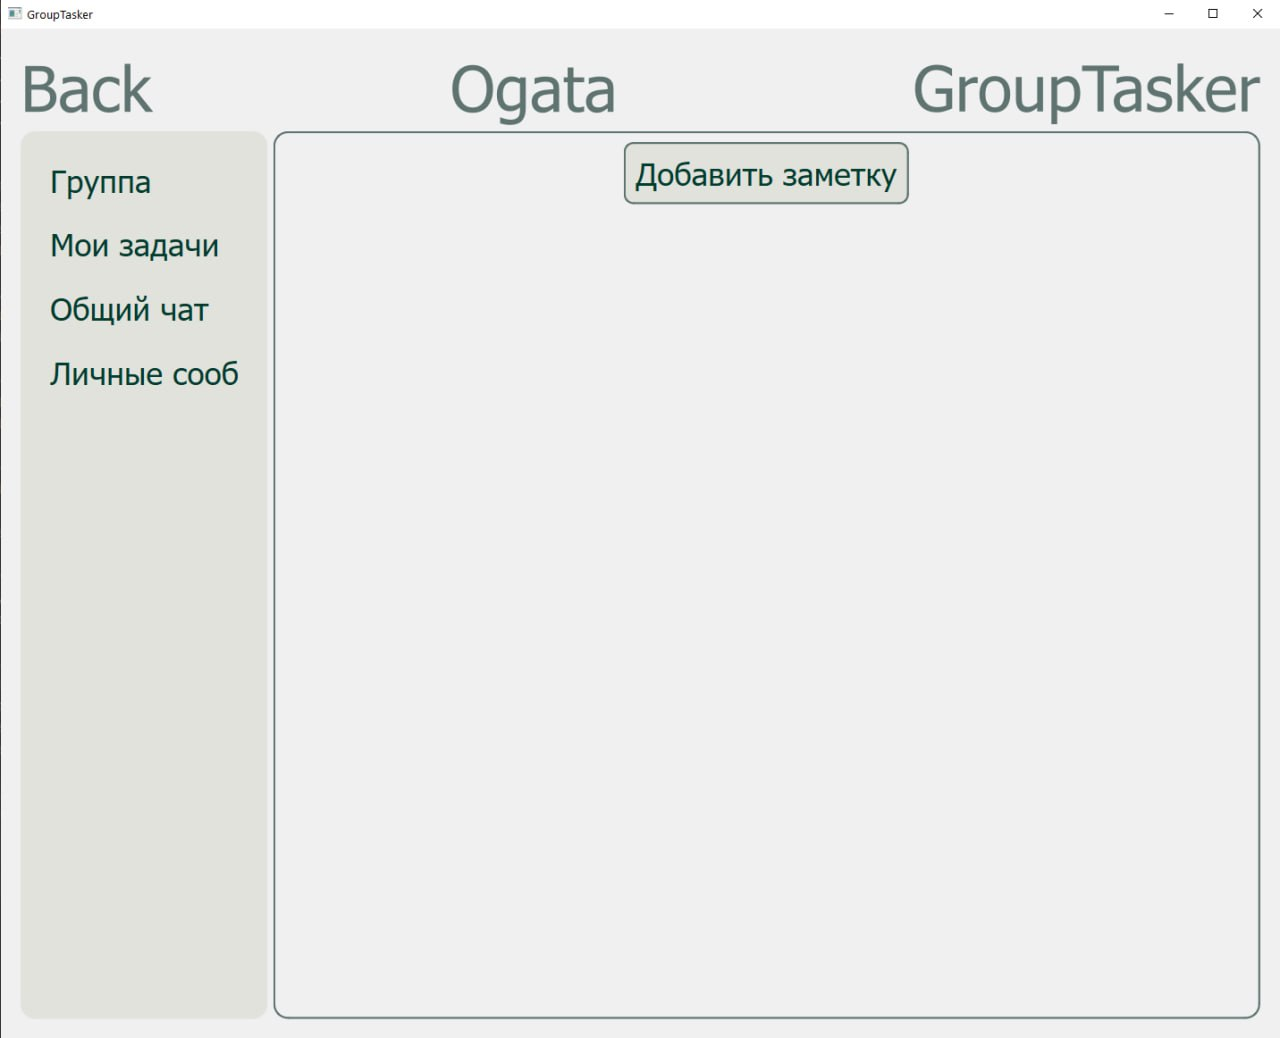 GroupTasker
Back Ogata GroupTasker
Группа
Мои задачи
Общий чат
Личные сооб
Добавить заметку